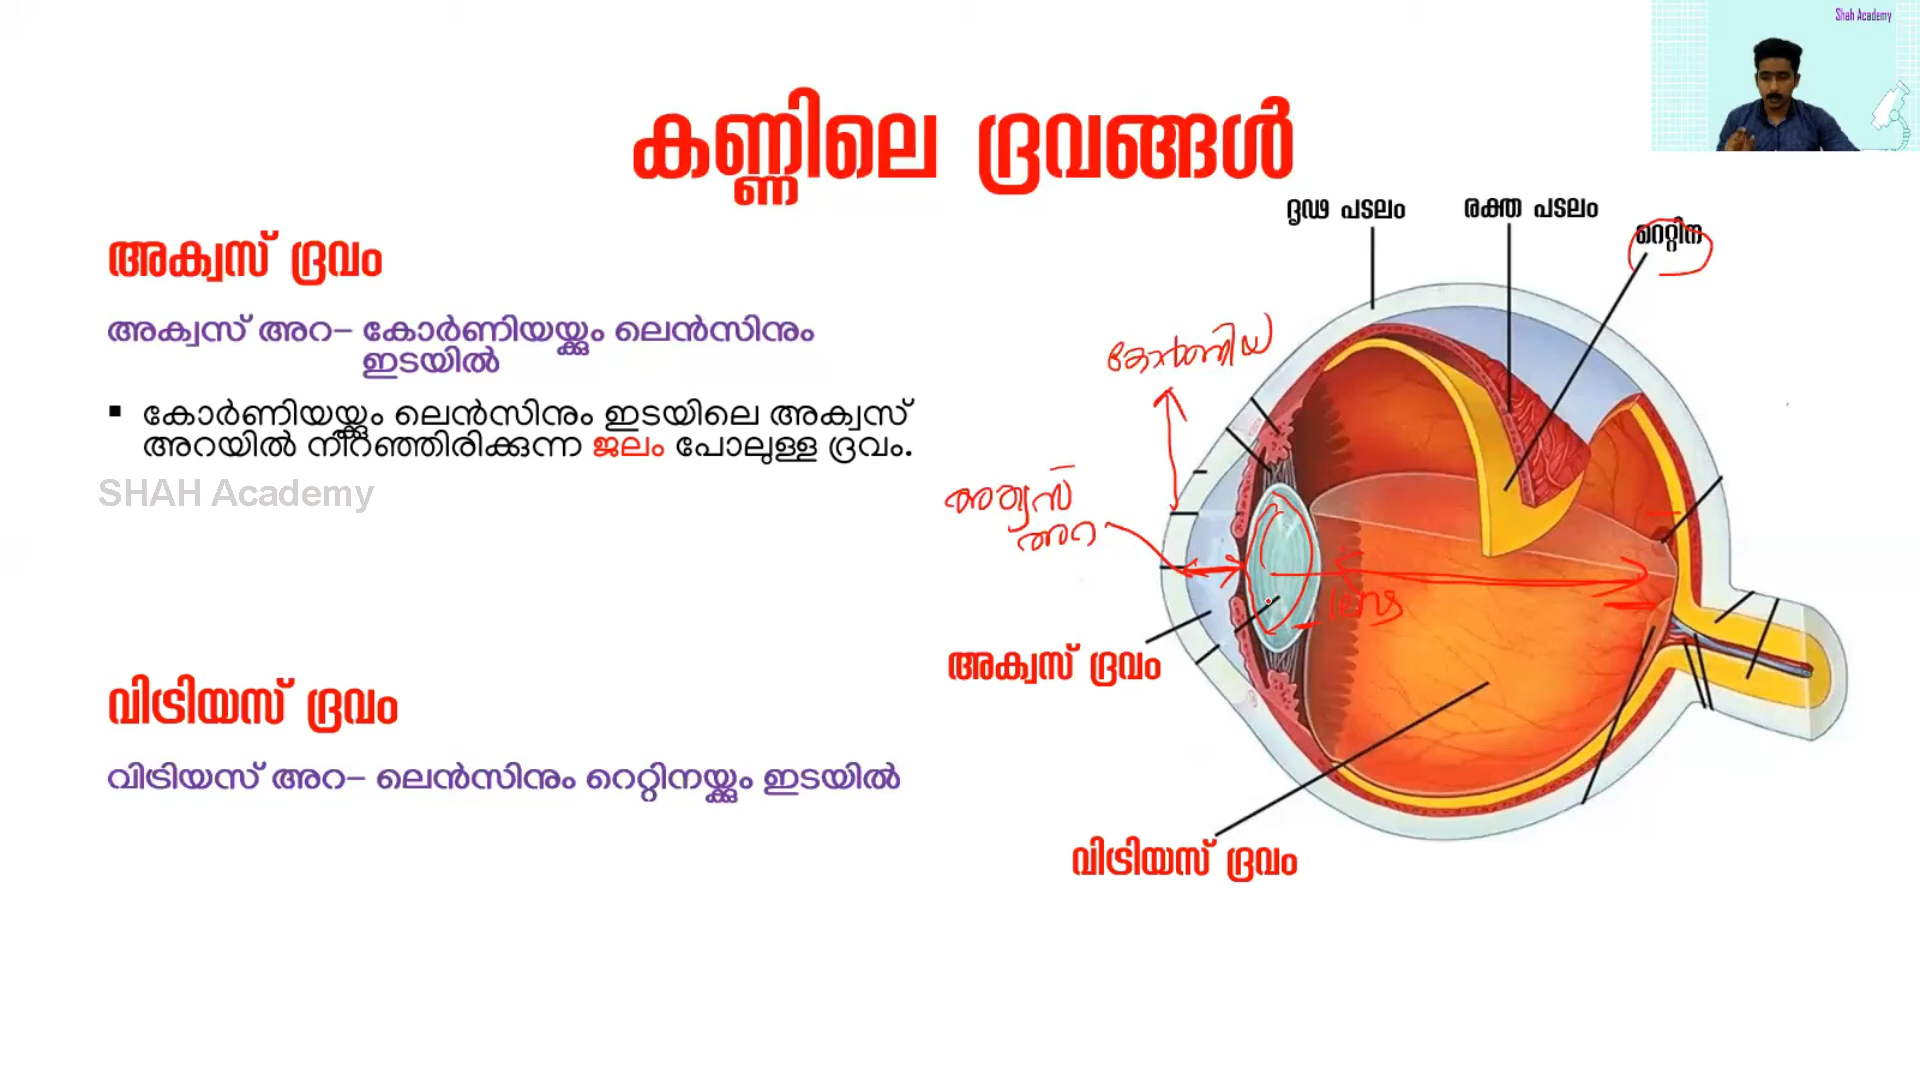 Shah Academy
കണ്ണിലെ ദ്രവങ്ങൾ
അക്വസ് ദ്രവം
അക്വസ് അറ– കോർണിയയ്ക്കും ലെൻസിനും
ഇടയിൽ
▪ കോർണിയയ്ക്കും ലെൻസിനും ഇടയിലെ അക്വസ്
അറയിൽ നിറഞ്ഞിരിക്കുന്ന ജലം പോലുള്ള ദ്രവം.
SHAH Academy
വിട്രിയസ് ദ്രവം
വിട്രിയസ് അറ– ലെൻസിനും റെറ്റിനയ്ക്കും ഇടയിൽ
ദൃഢ പടലം
രക്ത പടലം
റെറ്റിന
കോർണിയ
അക്വസ്
അറ
lens
അക്വസ് ദ്രവം
വിട്രിയസ് ദ്രവം